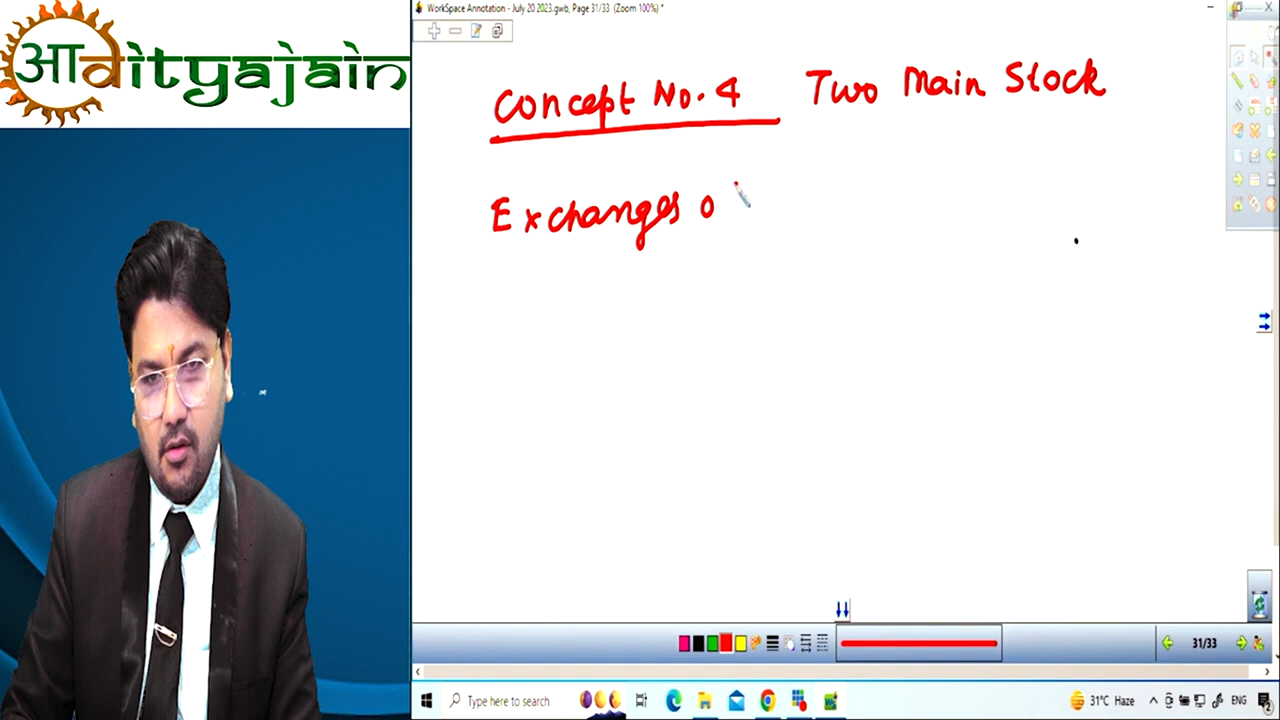 आdityajain
WorkSpace Annotation - July 20 2023.gwb, Page 31/33 (Zoom 100%) *
Concept No. 4 Two Main Stock
Exchanges o
31/33
Type here to search
31°C Haze
ENG